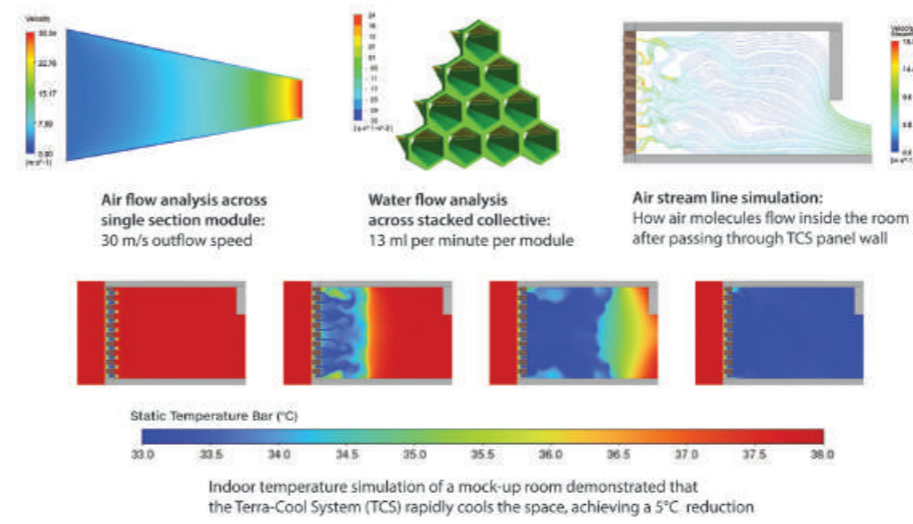 Velocity
[m s^-1]
Air flow analysis across
single section module:
30 m/s outflow speed
Water flow analysis
across stacked collective:
13 ml per minute per module
Air stream line simulation:
How air molecules flow inside the room
after passing through TCS panel wall
Static Temperature Bar (°C)
33.0 33.5 34.0 34.5 35.0 35.5 36.0 36.5 37.0 37.5 38.0
Indoor temperature simulation of a mock-up room demonstrated that
the Terra-Cool System (TCS) rapidly cools the space, achieving a 5°C reduction